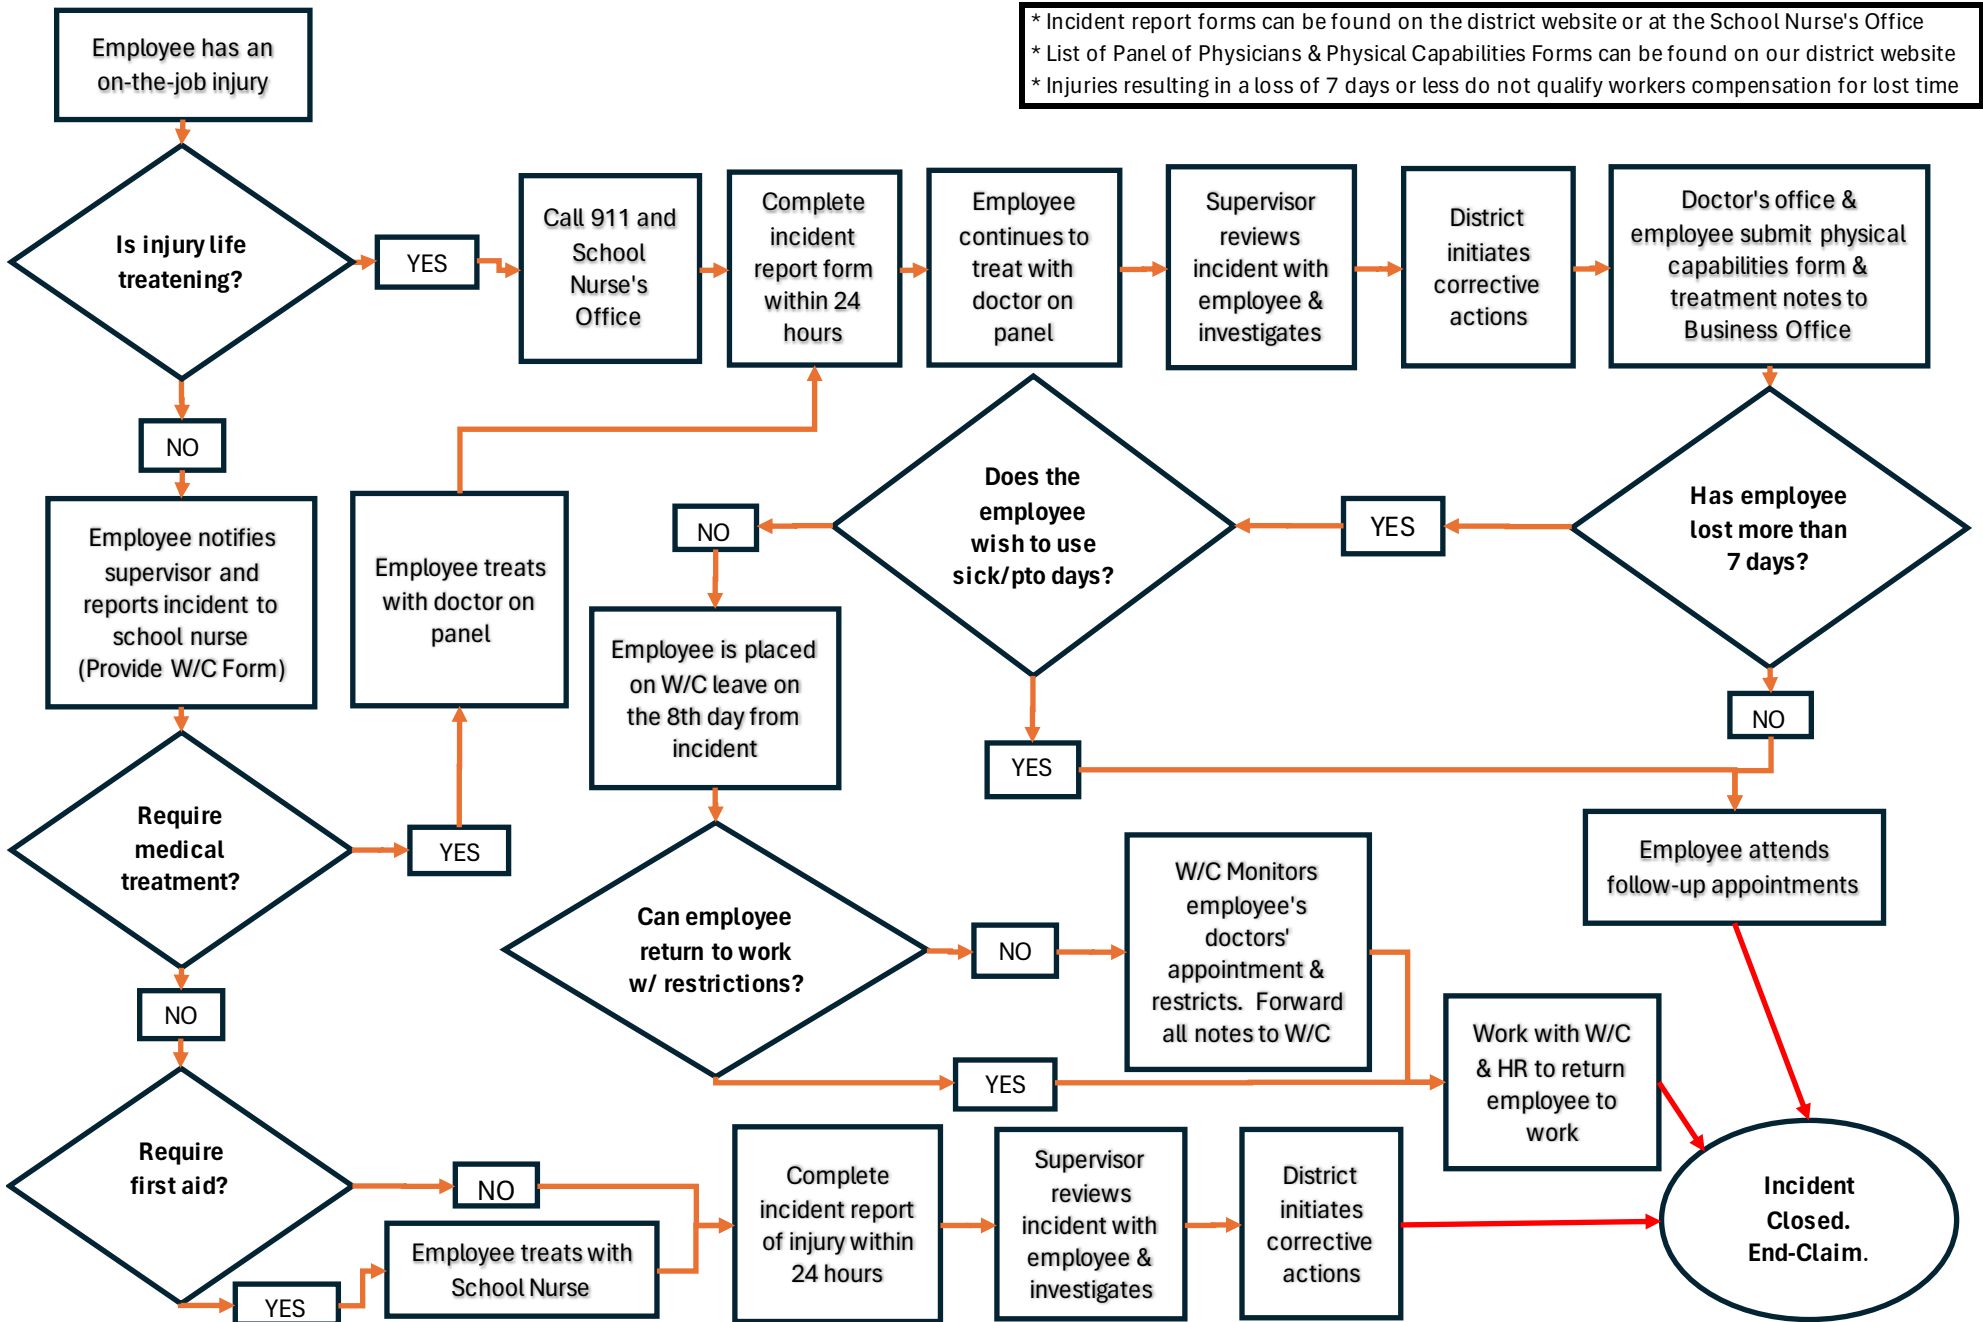 * Incident report forms can be found on the district website or at the School Nurse's Office
* List of Panel of Physicians & Physical Capabilities Forms can be found on our district website
* Injuries resulting in a loss of 7 days or less do not qualify workers compensation for lost time
Employee has an
on-the-job injury
Is injury life
treatening?
YES
Call 911 and
School
Nurse's
Office
Complete
incident
report form
within 24
hours
Employee
continues to
treat with
doctor on
panel
Supervisor
reviews
incident with
employee &
investigates
District
initiates
corrective
actions
Doctor's office &
employee submit physical
capabilities form &
treatment notes to
Business Office
NO
Employee notifies
supervisor and
reports incident to
school nurse
(Provide W/C Form)
Employee treats
with doctor on
panel
NO
Does the
employee
wish to use
sick/pto days?
YES
Has employee
lost more than
7 days?
Employee is placed
on W/C leave on
the 8th day from
incident
YES
NO
Require
medical
treatment?
YES
Employee attends
follow-up appointments
Can employee
return to work
w/ restrictions?
NO
W/C Monitors
employee's
doctors'
appointment &
restricts. Forward
all notes to W/C
NO
YES
Work with W/C
& HR to return
employee to
work
Require
first aid?
NO
Employee treats with
School Nurse
YES
Complete
incident report
of injury within
24 hours
Supervisor
reviews
incident with
employee &
investigates
District
initiates
corrective
actions
Incident
Closed.
End-Claim.